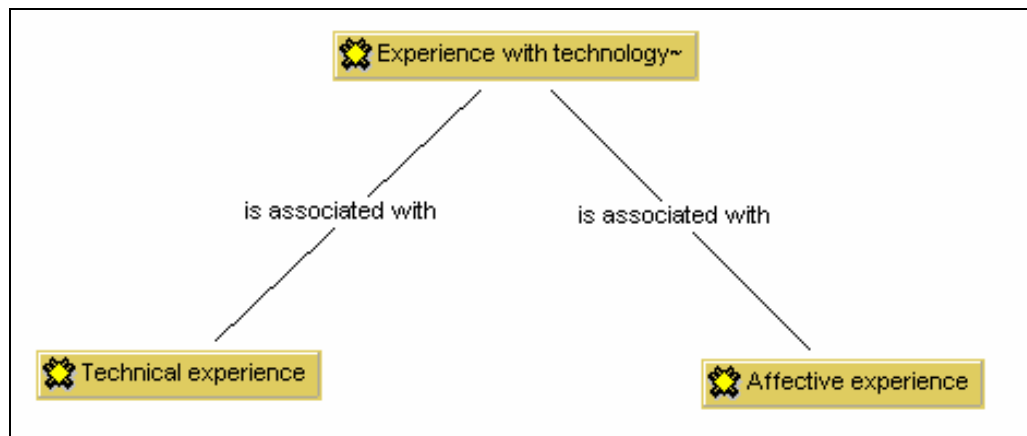 Experience with technology~
is associated with
is associated with
Technical experience
Affective experience